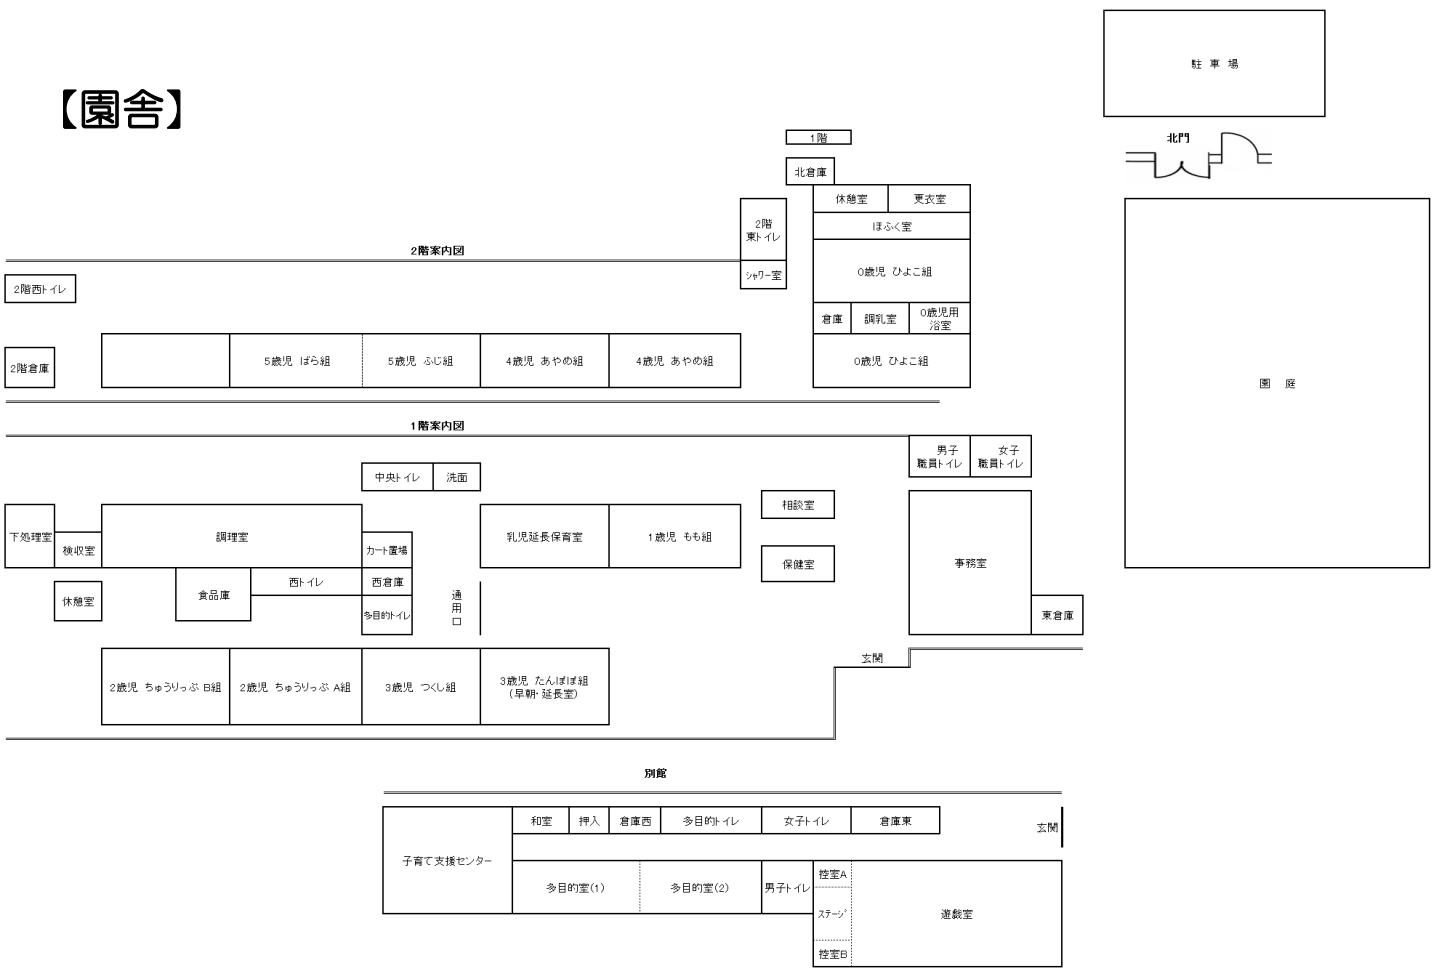 【園舎】
駐 車 場
北門
園 庭
1階
北倉庫
休憩室
更衣室
ほふく室
0歳児 ひよこ組
倉庫
調乳室
0歳児用
浴室
0歳児 ひよこ組
2階
東トイレ
シャワー室
2階案内図
2階西トイレ
2階倉庫
5歳児 ばら組
5歳児 ふじ組
4歳児 あやめ組
4歳児 あやめ組
1階案内図
男子
職員トイレ
女子
職員トイレ
中央トイレ
洗面
下処理室
検収室
調理室
カート置場
乳児延長保育室
1歳児 もも組
相談室
保健室
事務室
休憩室
食品庫
西トイレ
西倉庫
多目的トイレ
通用口
東倉庫
玄関
2歳児 ちゅうりっぷ B組
2歳児 ちゅうりっぷ A組
3歳児 つくし組
3歳児 たんぽぽ組
(早朝・延長室)
別館
子育て支援センター
和室
押入
倉庫西
多目的トイレ
女子トイレ
倉庫東
玄関
多目的室(1)
多目的室(2)
男子トイレ
控室A
ステージ
控室B
遊戯室